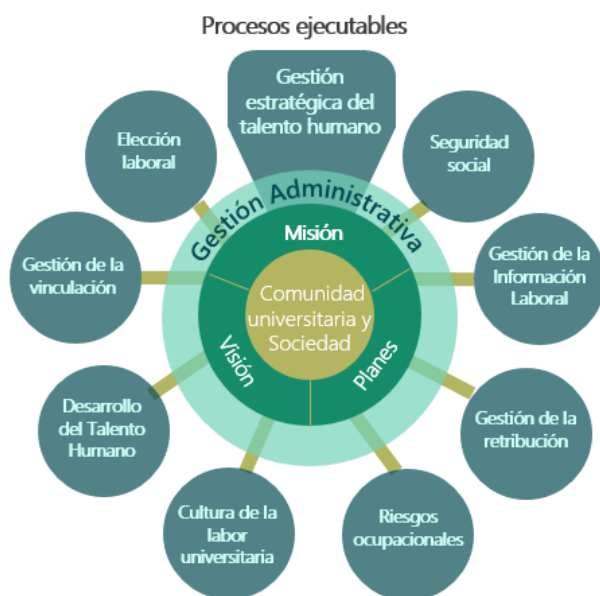 Procesos ejecutables
Gestión
estratégica del
talento humano
Elección
laboral
Seguridad
social
Gestión Administrativa
Misión
Gestión de la
vinculación
Gestión de la
Información
Laboral
Comunidad
universitaria y
Sociedad
Visión
Planes
Desarrollo
del Talento
Humano
Gestión de la
retribución
Cultura de la
labor
universitaria
Riesgos
ocupacionales